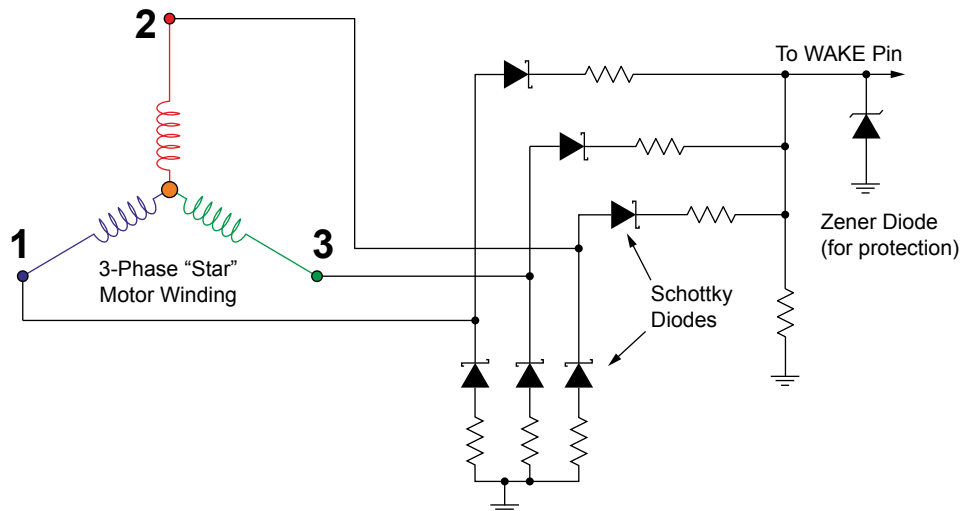 2
To WAKE Pin
1
3
3-Phase “Star”
Motor Winding
Zener Diode
(for protection)
Schottky
Diodes